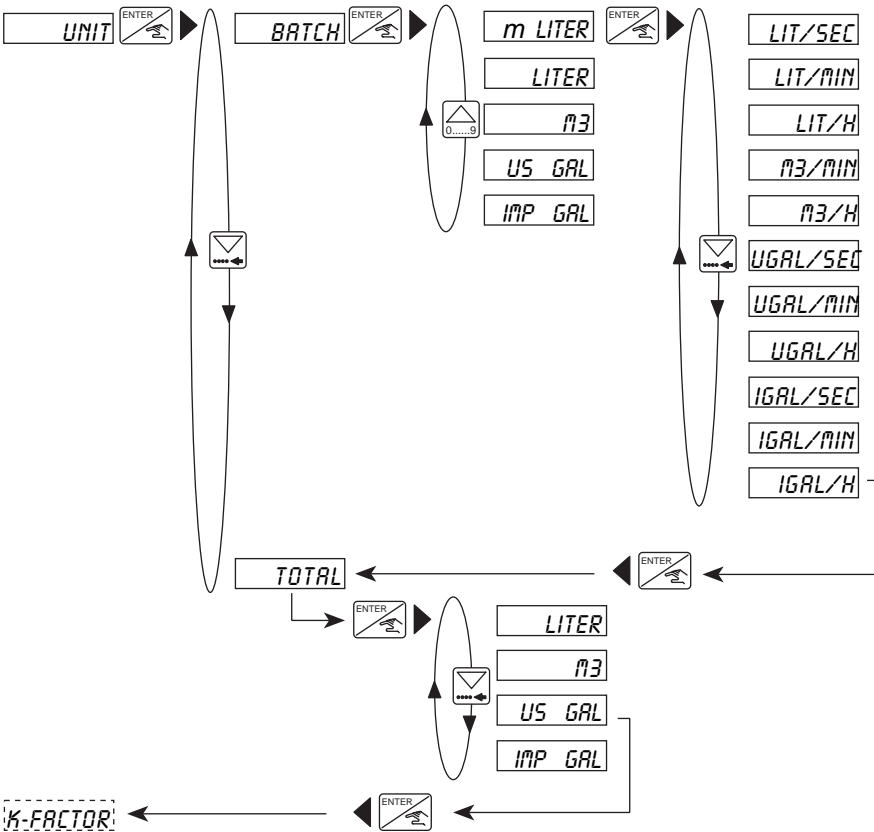 UNIT
ENTER
BATCH
ENTER
m LITER
LITER
M3
US GAL
IMP GAL
0......9
ENTER
LIT/SEC
LIT/MIN
LIT/H
M3/MIN
M3/H
UGAL/SEC
UGAL/MIN
UGAL/H
IGAL/SEC
IGAL/MIN
IGAL/H
ENTER
TOTAL
ENTER
LITER
M3
US GAL
IMP GAL
ENTER
K-FACTOR